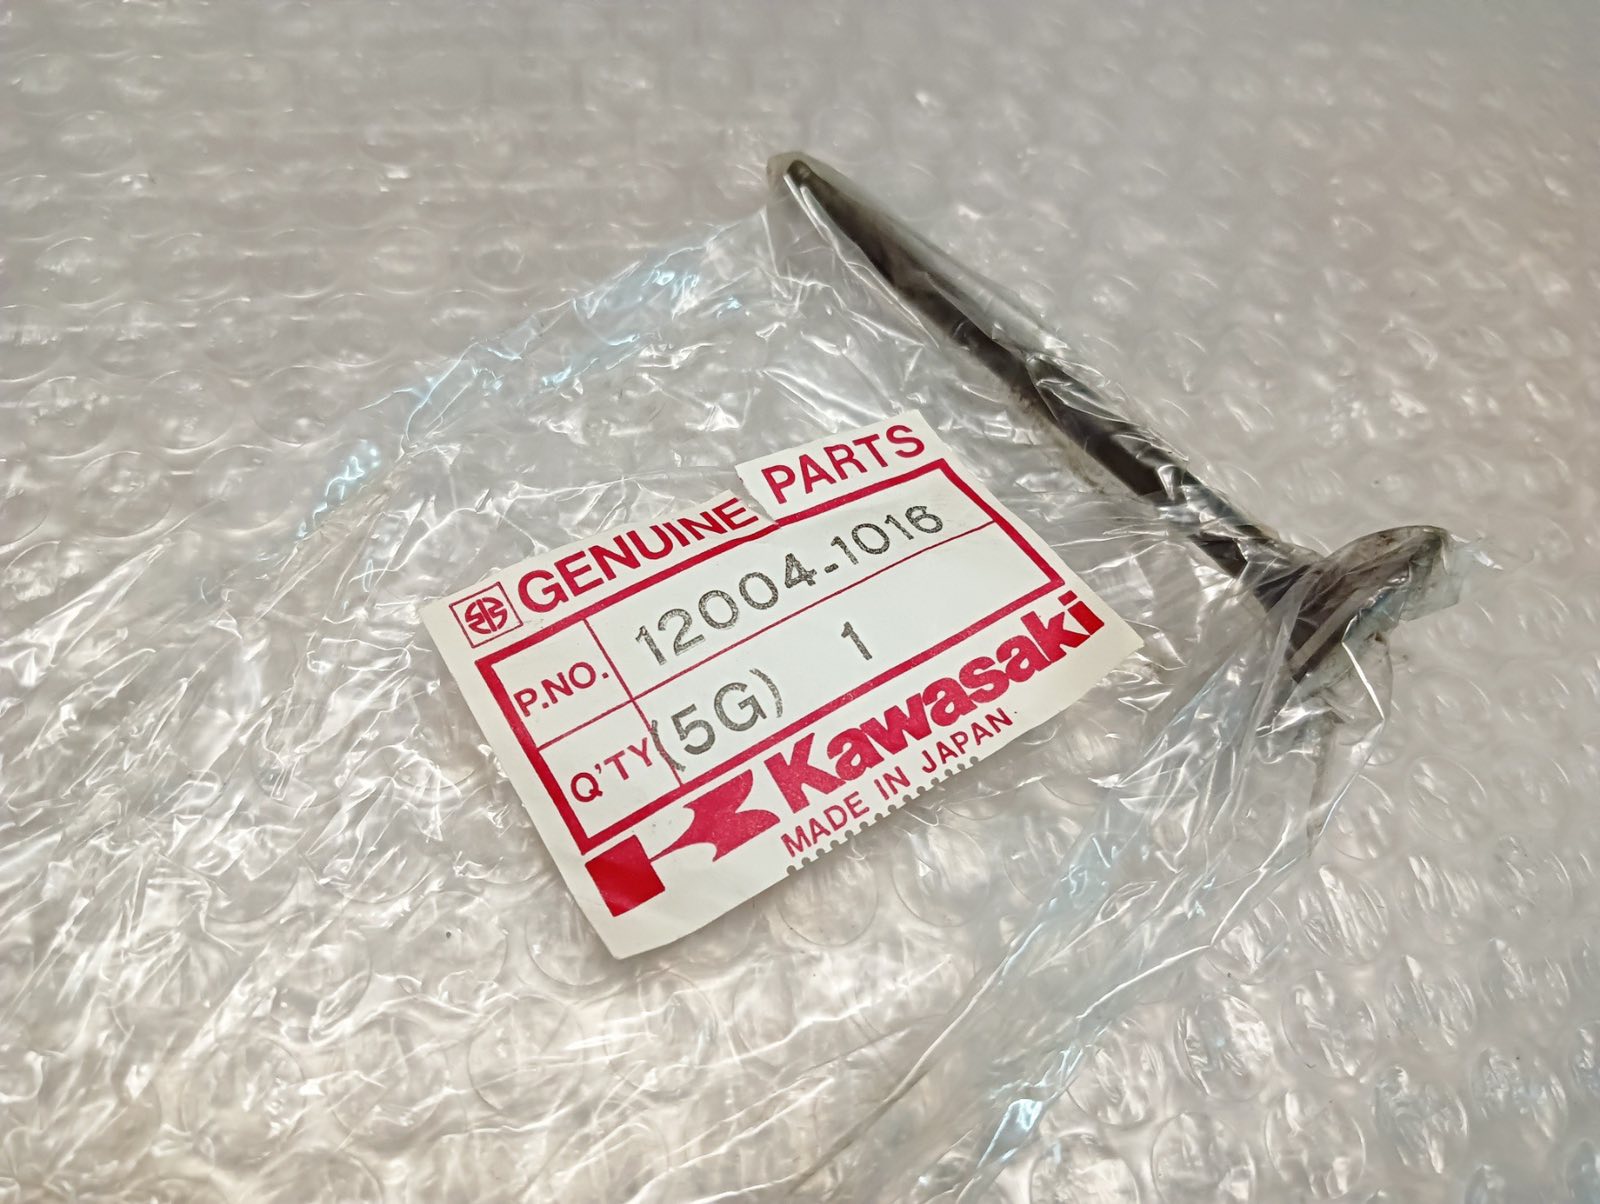 GENUINE PARTS
P.NO. 12004-1016
Q'TY (5G) 1
Kawasaki
MADE IN JAPAN